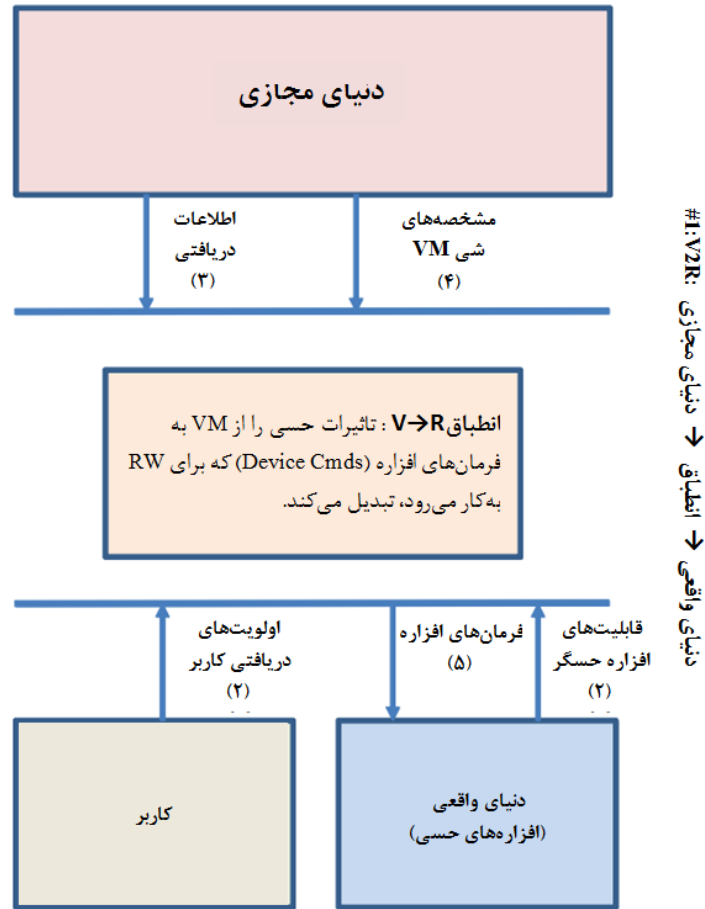 دنیای مجازی
اطلاعات
دریافتی
(۳)
مشخصه‌های
شی VM
(۴)
انطباق V→R : تاثیرات حسی را از VM به
فرمان‌های افزاره (Device Cmds) که برای RW
به‌کار می‌رود، تبدیل می‌کند.
اولویت‌های
دریافتی کاربر
(۲)
فرمان‌های افزاره
(۵)
قابلیت‌های
افزاره حسگر
(۲)
کاربر
دنیای واقعی
(افزاره‌های حسی)
#1:V2R: دنیای مجازی → انطباق → دنیای واقعی